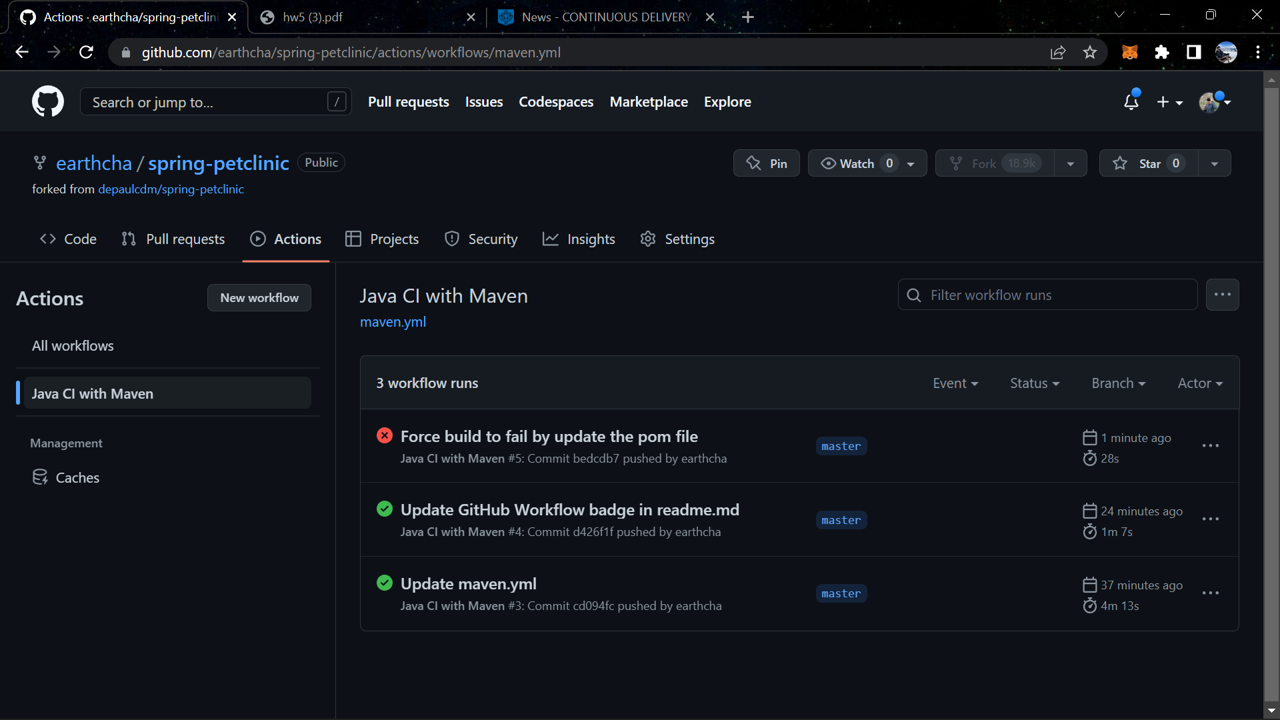 Actions · earthcha/spring-petclini
hw5 (3).pdf
News - CONTINUOUS DELIVERY
github.com/earthcha/spring-petclinic/actions/workflows/maven.yml
Search or jump to...
/
Pull requests
Issues
Codespaces
Marketplace
Explore
earthcha / spring-petclinic
Public
Pin
Watch 0
Fork 18.9k
Star 0
forked from depaulcdm/spring-petclinic
Code
Pull requests
Actions
Projects
Security
Insights
Settings
Actions
New workflow
All workflows
Java CI with Maven
Management
Caches
Java CI with Maven
maven.yml
Filter workflow runs
3 workflow runs
Event
Status
Branch
Actor
Force build to fail by update the pom file
Java CI with Maven #5: Commit bedcdb7 pushed by earthcha
master
1 minute ago
28s
Update GitHub Workflow badge in readme.md
Java CI with Maven #4: Commit d426f1f pushed by earthcha
master
24 minutes ago
1m 7s
Update maven.yml
Java CI with Maven #3: Commit cd094fc pushed by earthcha
master
37 minutes ago
4m 13s